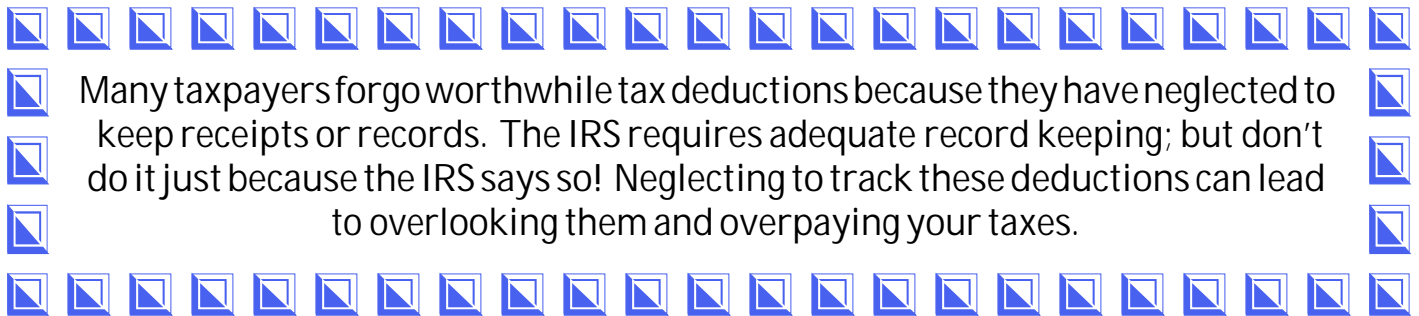 Many taxpayers forgo worthwhile tax deductions because they have neglected to
keep receipts or records.  The IRS requires adequate record keeping; but don't
do it just because the IRS says so!  Neglecting to track these deductions can lead
to overlooking them and overpaying your taxes.